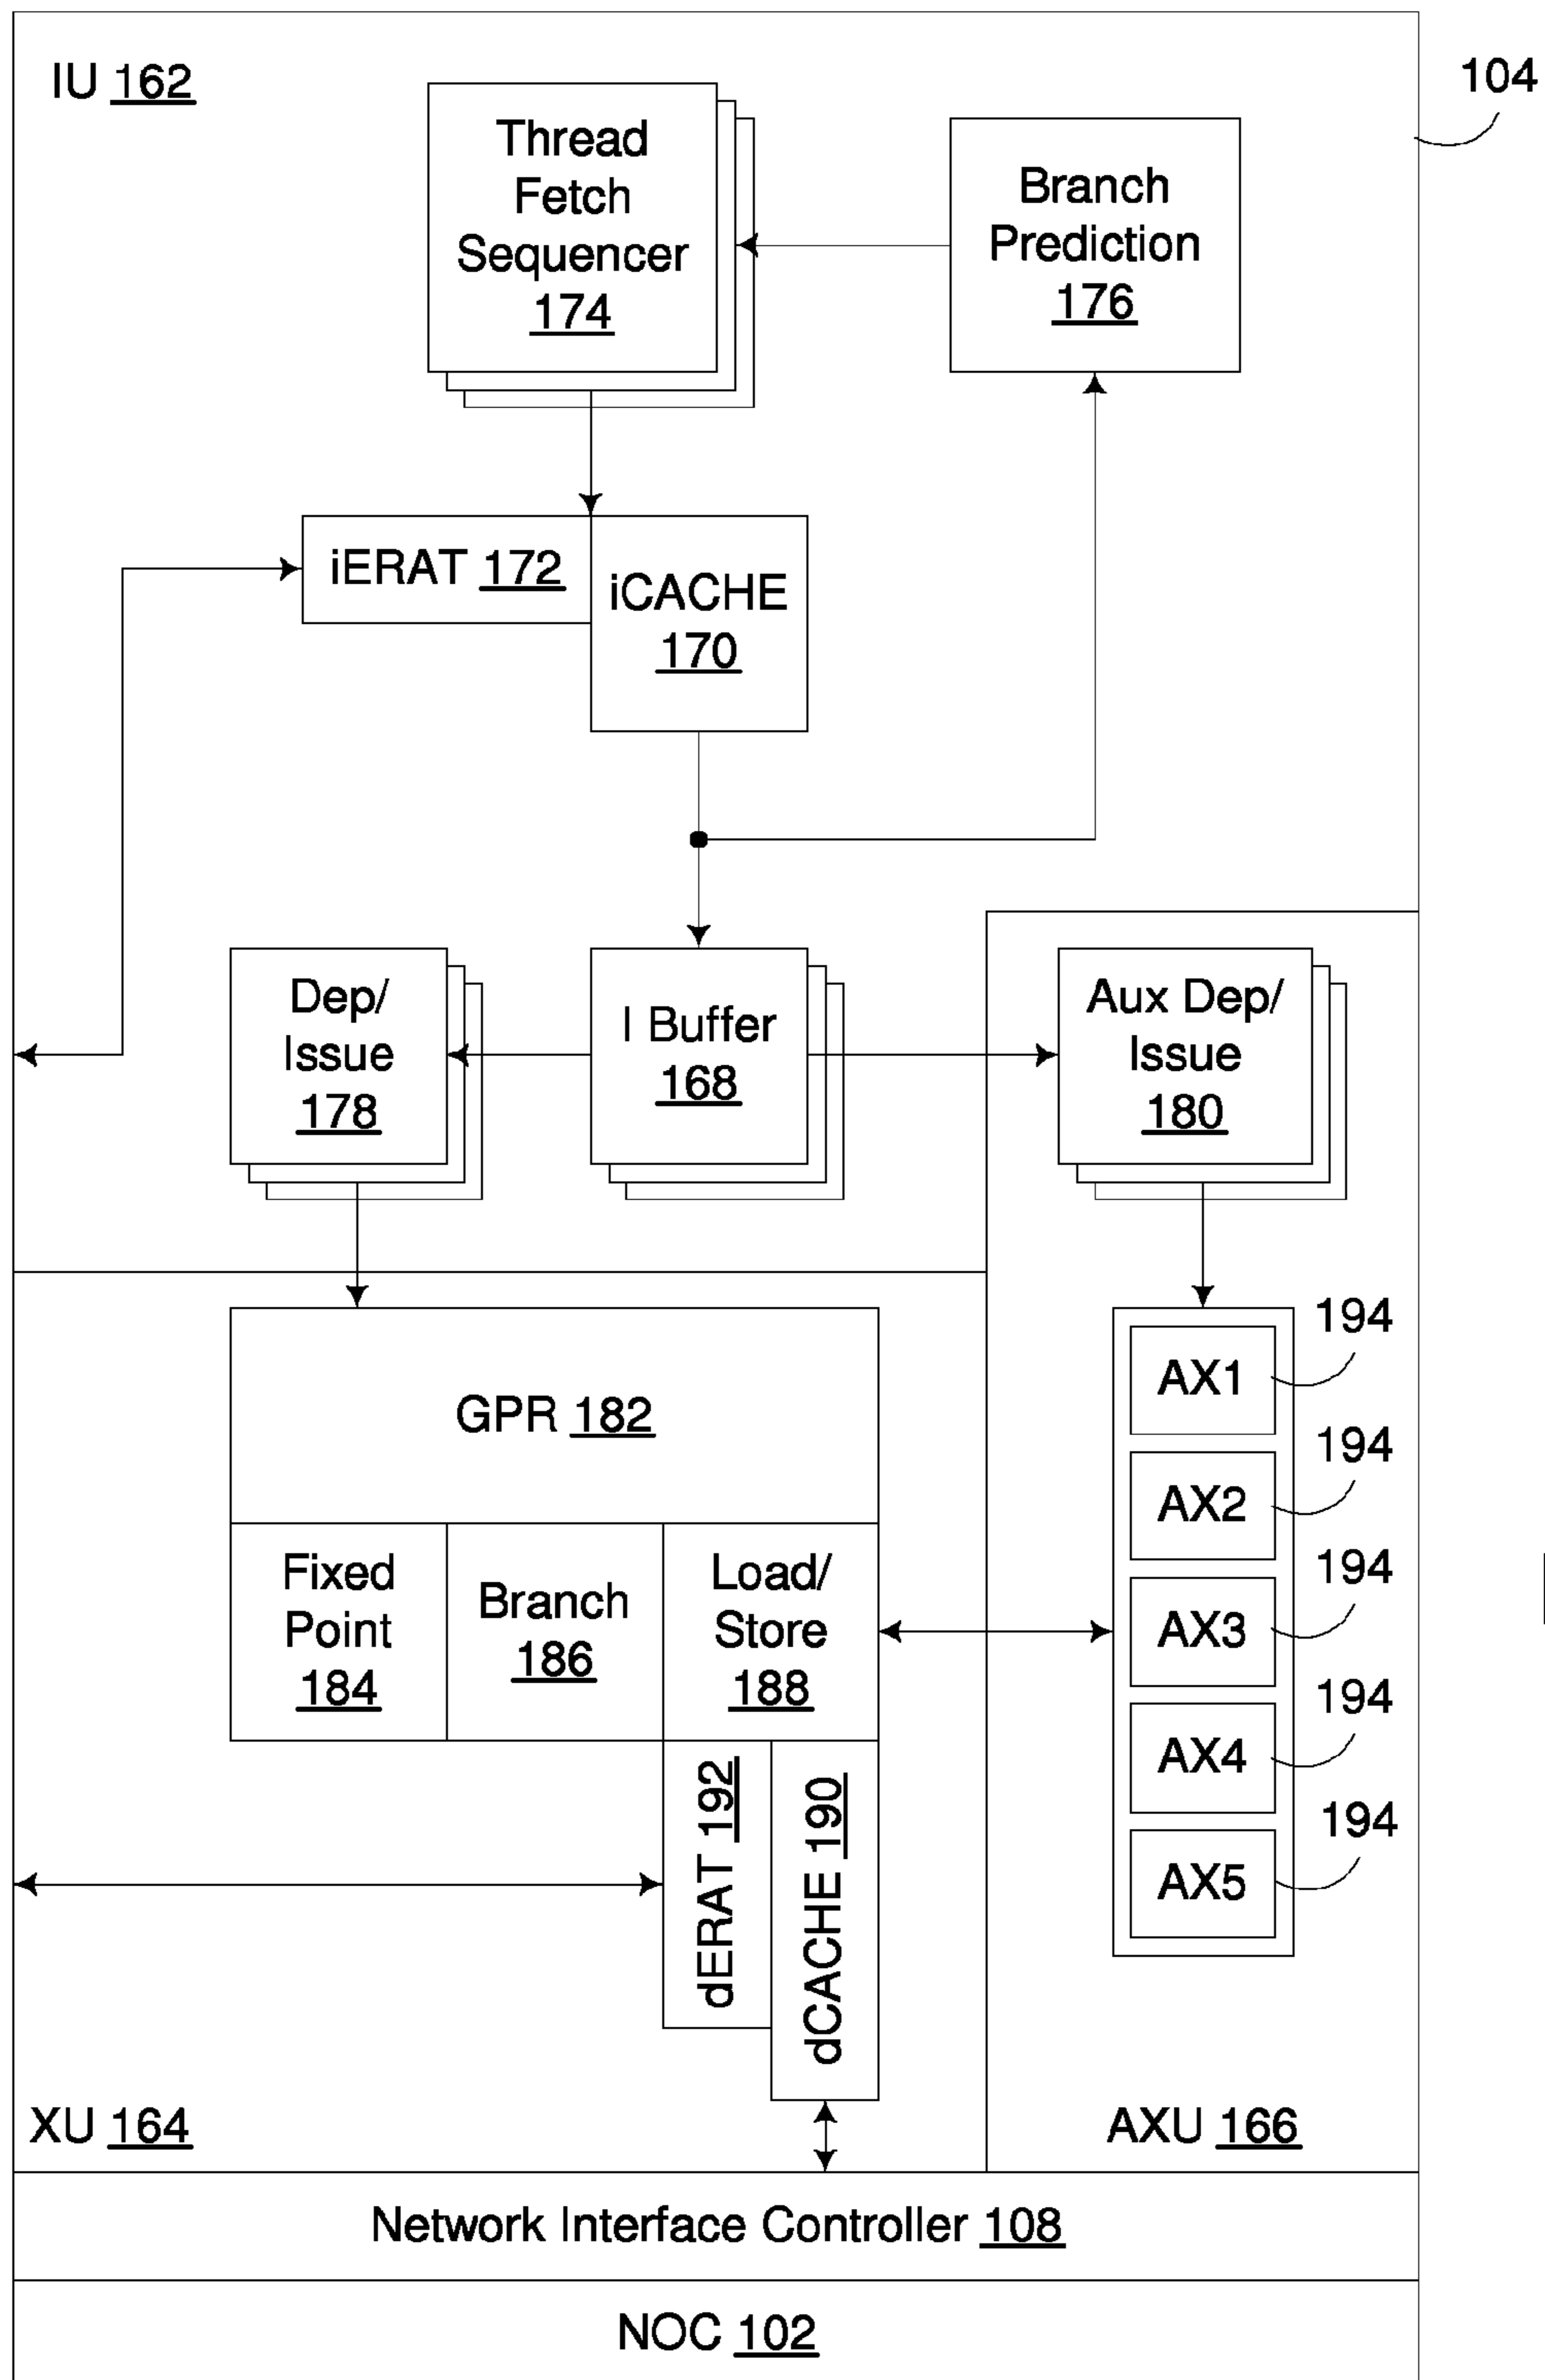 IU 162
104
Thread
Fetch
Sequencer
174
Branch
Prediction
176
iERAT 172
iCACHE
170
Dep/
Issue
178
I Buffer
168
Aux Dep/
Issue
180
GPR 182
Fixed
Point
184
Branch
186
Load/
Store
188
dERAT 192
dCACHE 190
194
AX1
194
AX2
194
AX3
194
AX4
194
AX5
XU 164
AXU 166
Network Interface Controller 108
NOC 102